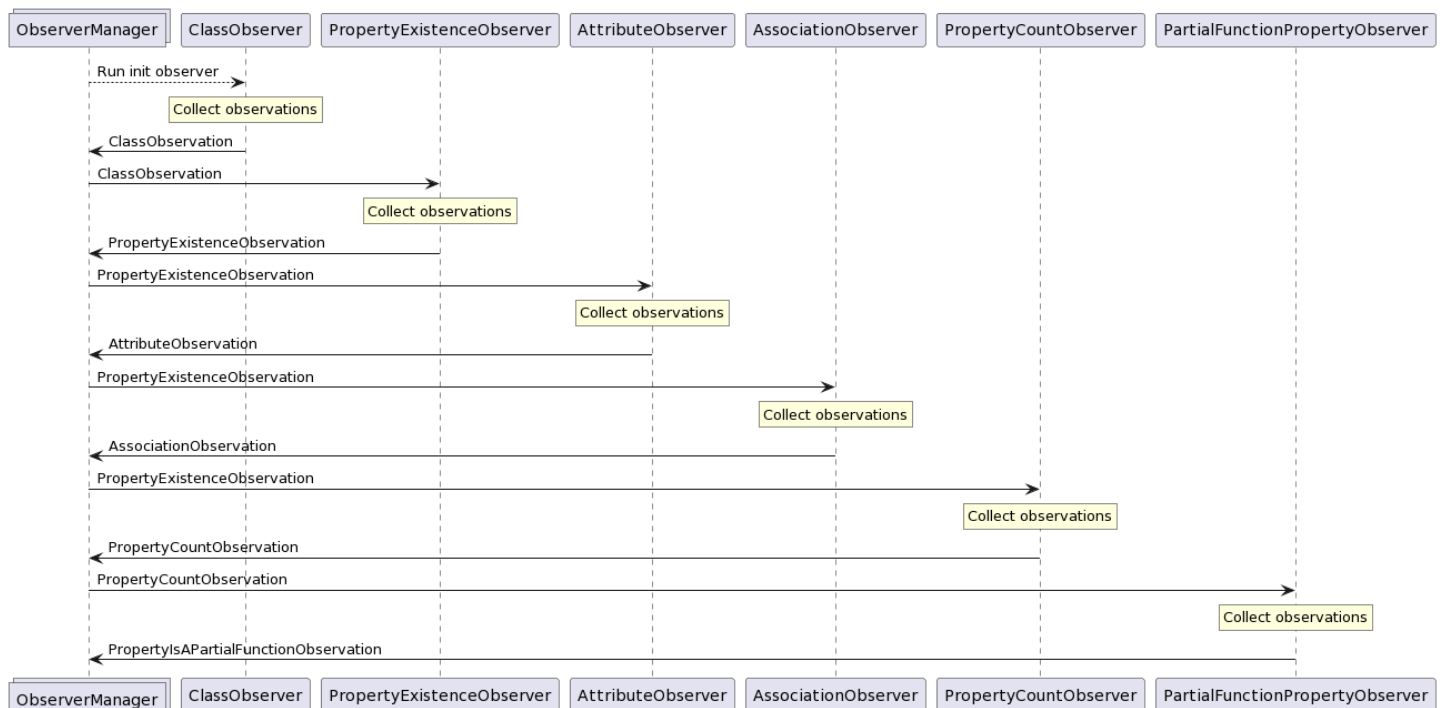 ObserverManager
ClassObserver
PropertyExistenceObserver
AttributeObserver
AssociationObserver
PropertyCountObserver
PartialFunctionPropertyObserver
Run init observer
Collect observations
ClassObservation
ClassObservation
Collect observations
PropertyExistenceObservation
PropertyExistenceObservation
Collect observations
AttributeObservation
PropertyExistenceObservation
Collect observations
AssociationObservation
PropertyExistenceObservation
Collect observations
PropertyCountObservation
PropertyCountObservation
Collect observations
PropertyIsAPartialFunctionObservation
ObserverManager
ClassObserver
PropertyExistenceObserver
AttributeObserver
AssociationObserver
PropertyCountObserver
PartialFunctionPropertyObserver